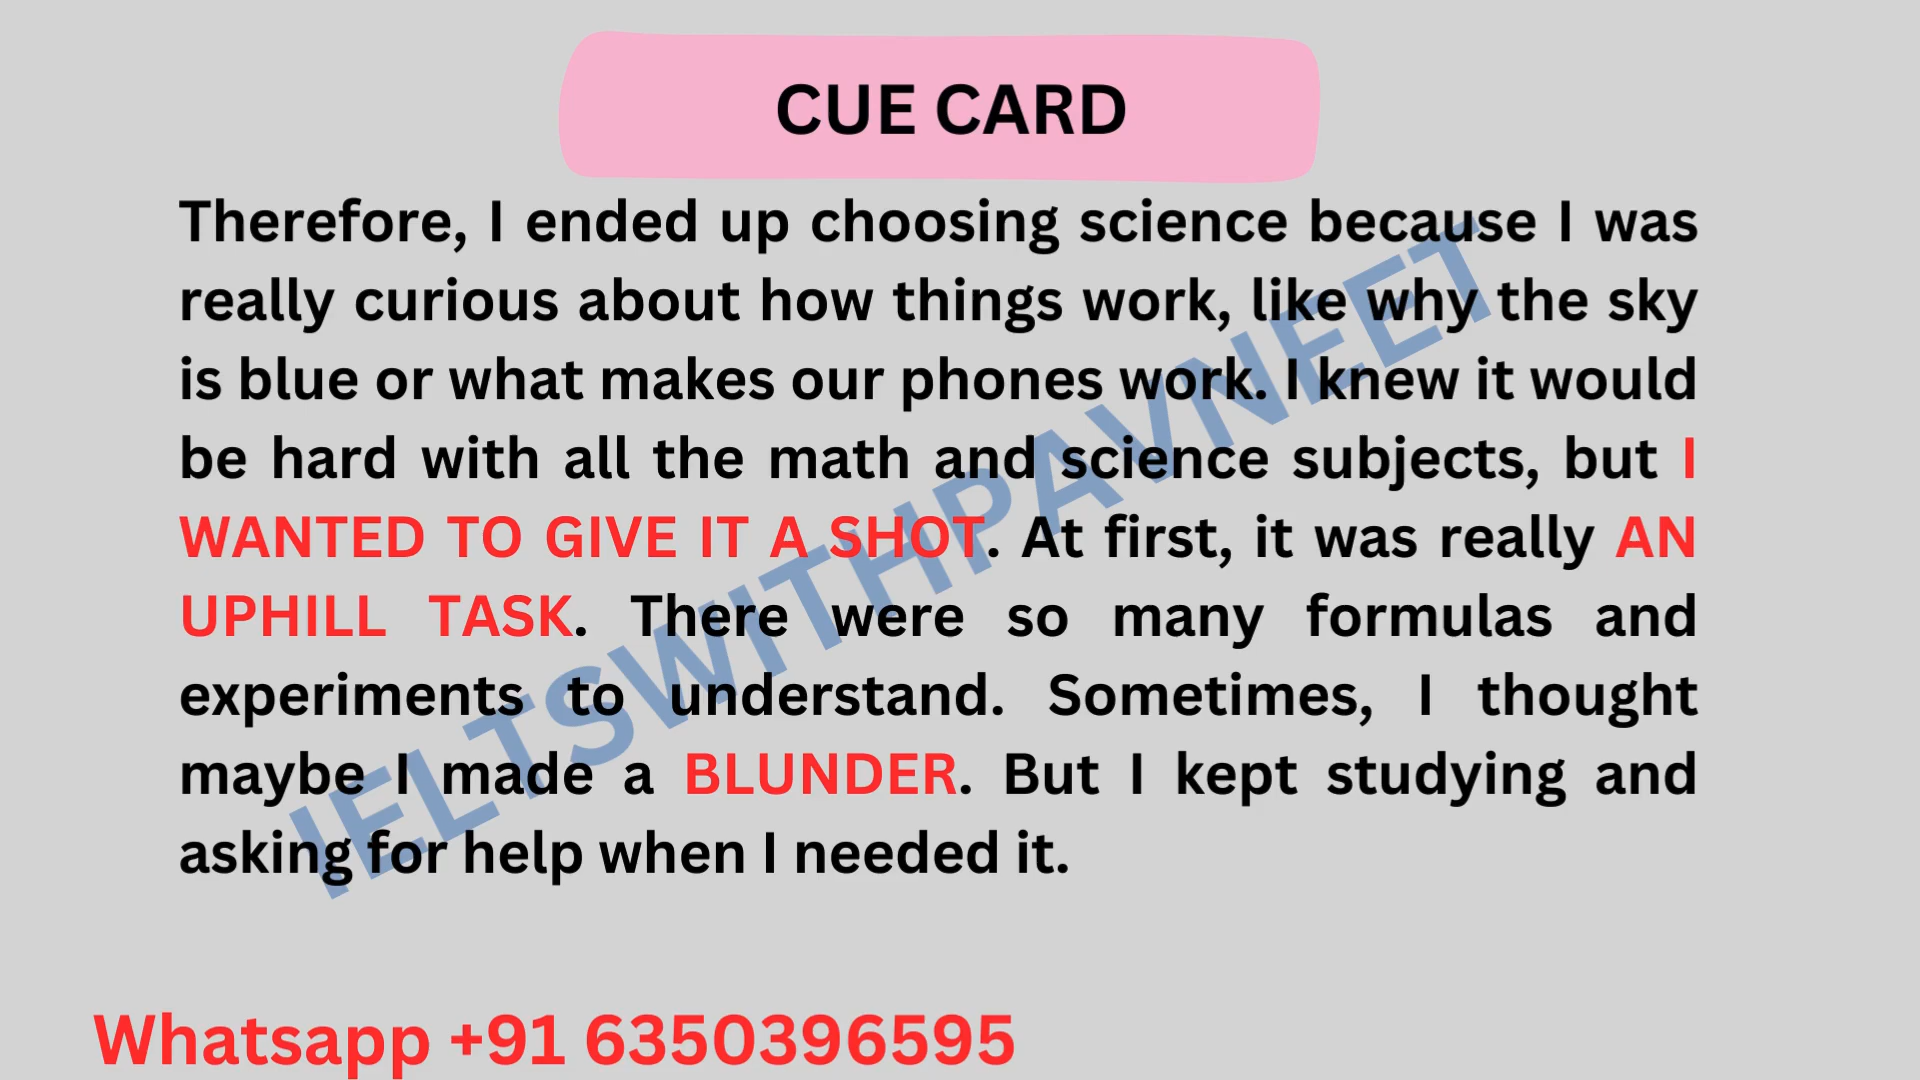 CUE CARD
Therefore, I ended up choosing science because I was
really curious about how things work, like why the sky
is blue or what makes our phones work. I knew it would
be hard with all the math and science subjects, but I
WANTED TO GIVE IT A SHOT. At first, it was really AN
UPHILL TASK. There were so many formulas and
experiments to understand. Sometimes, I thought
maybe I made a BLUNDER. But I kept studying and
asking for help when I needed it.
IELTSWITHPAVNEET
Whatsapp +91 6350396595